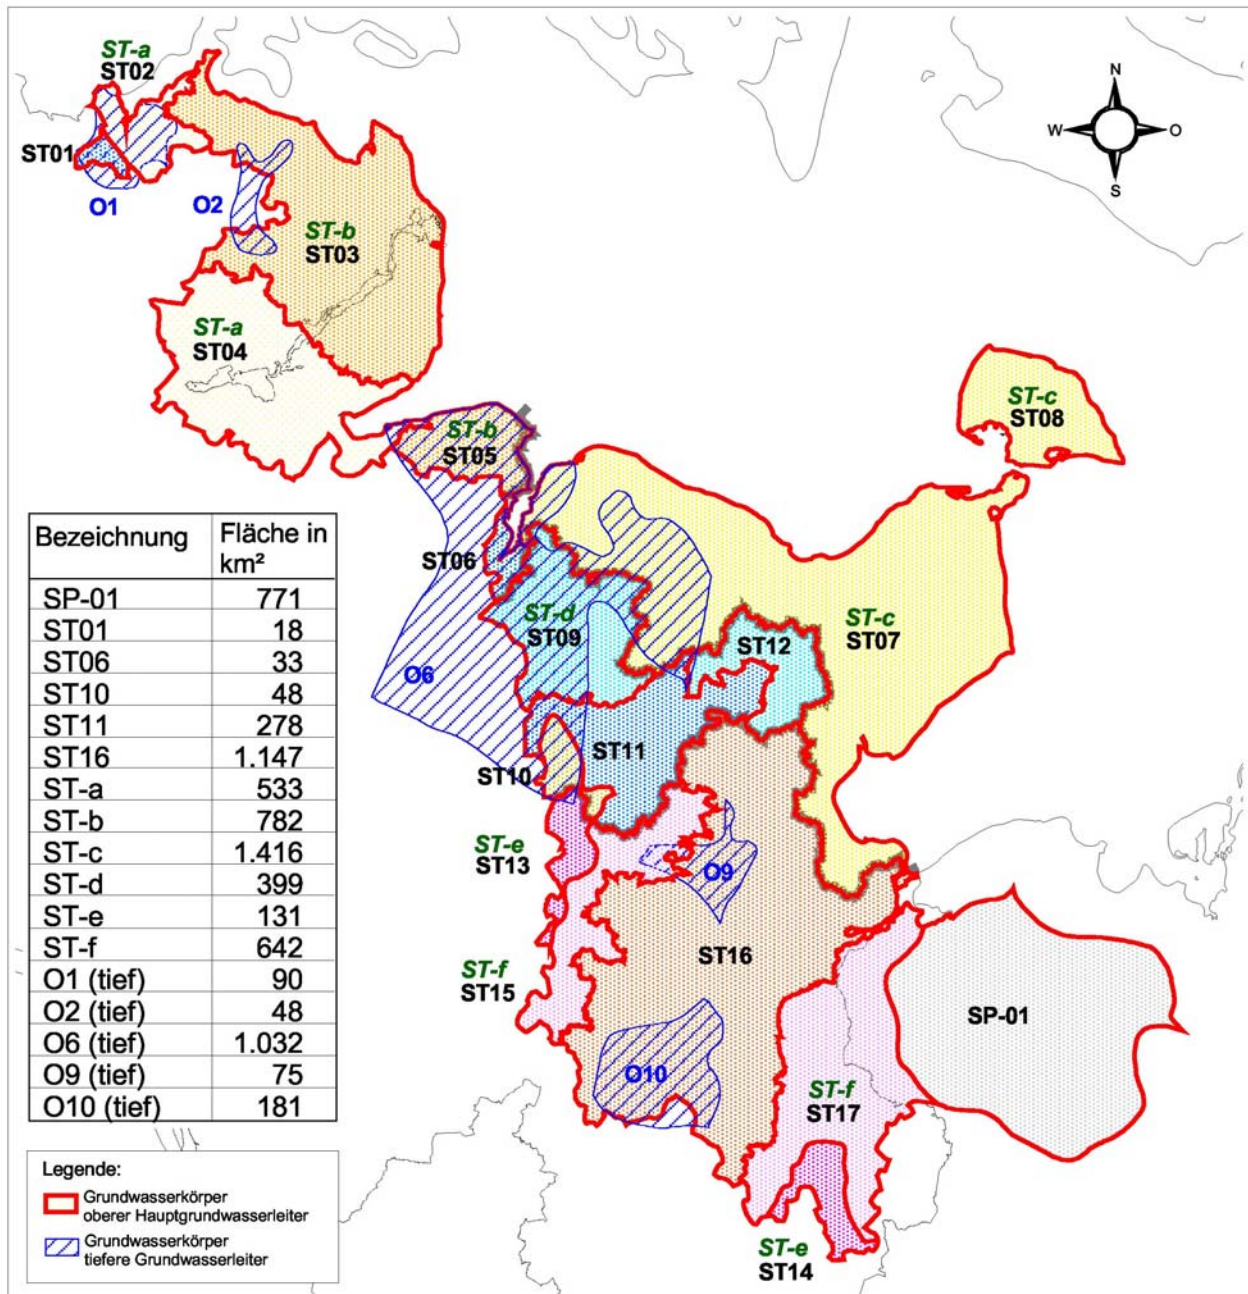 ST-a
ST02
N
W
O
S
ST01
O1
O2
ST-b
ST03
ST-a
ST04
ST-c
ST08
ST-b
ST05
ST06
ST-d
ST09
ST12
ST-c
ST07
O6
ST11
ST10
ST-e
ST13
O9
ST16
ST-f
ST15
SP-01
O10
ST-f
ST17
ST-e
ST14
Bezeichnung Fläche in km²
SP-01 771
ST01 18
ST06 33
ST10 48
ST11 278
ST16 1.147
ST-a 533
ST-b 782
ST-c 1.416
ST-d 399
ST-e 131
ST-f 642
O1 (tief) 90
O2 (tief) 48
O6 (tief) 1.032
O9 (tief) 75
O10 (tief) 181
Legende:
Grundwasserkörper
oberer Hauptgrundwasserleiter
Grundwasserkörper
tiefere Grundwasserleiter